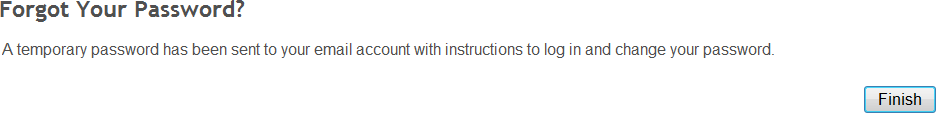 Forgot Your Password?
A temporary password has been sent to your email account with instructions to log in and change your password.
Finish